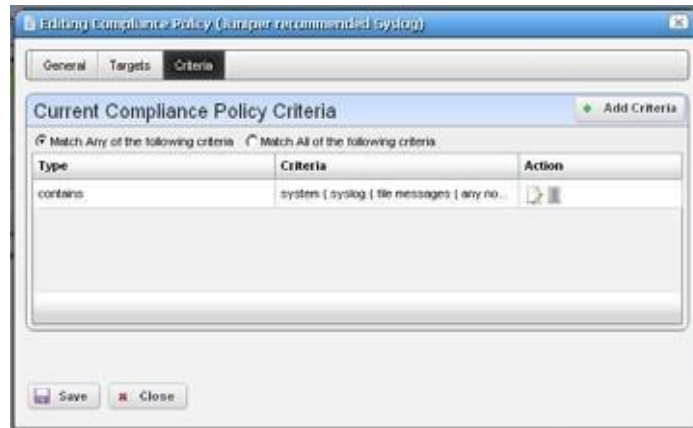 Editing Compliance Policy (Juniper recommended Syslog)
General Targets Criteria
Current Compliance Policy Criteria Add Criteria
Match Any of the following criteria Match All of the following criteria
Type Criteria Action
contains system { syslog { file messages { any no...
Save Close